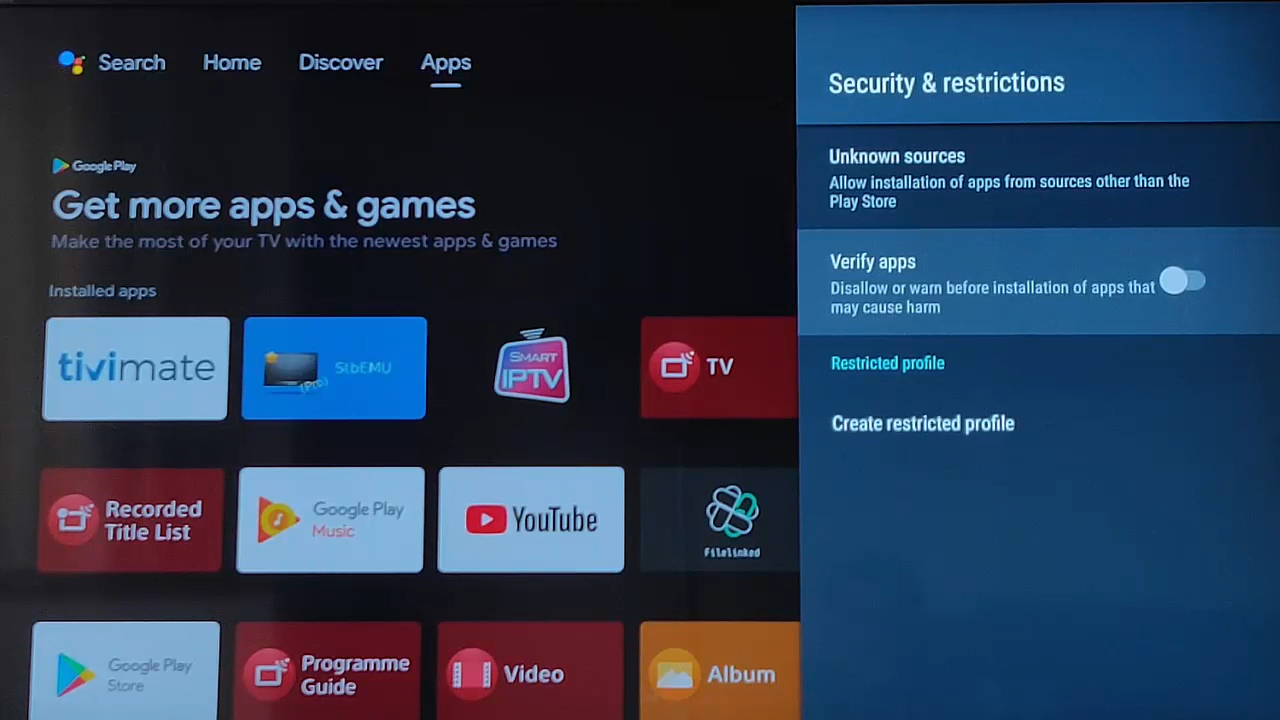 Search Home Discover Apps
Google Play
Get more apps & games
Make the most of your TV with the newest apps & games
Installed apps
tivimate
StbEMU
(Pro)
SMART
IPTV
TV
Recorded
Title List
Google Play
Music
YouTube
Filelinked
Google Play
Store
Programme
Guide
Video
Album
Security & restrictions
Unknown sources
Allow installation of apps from sources other than the
Play Store
Verify apps
Disallow or warn before installation of apps that
may cause harm
Restricted profile
Create restricted profile